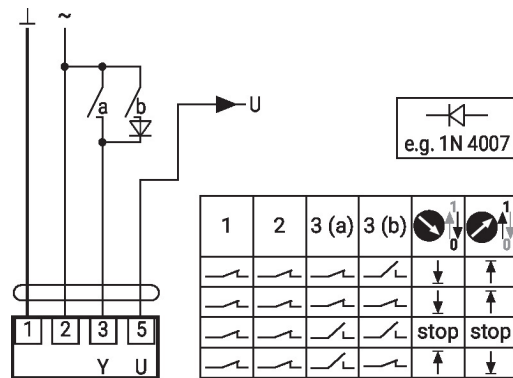 ⊥ ~
a b
U
e.g. 1N 4007
1 2 3 (a) 3 (b) 1 0 1 0
stop stop
1 2 3 5
Y U